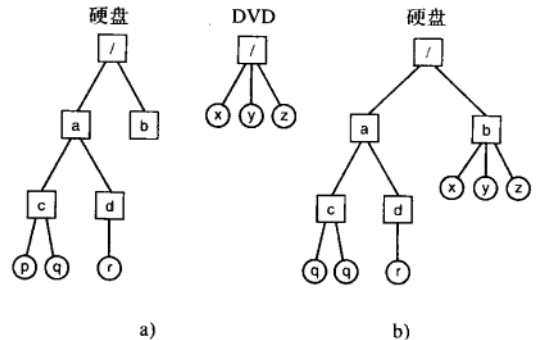 硬盘 DVD 硬盘
/ / /
a b x y z a b
c d c d x y z
p q r q q r
a) b)